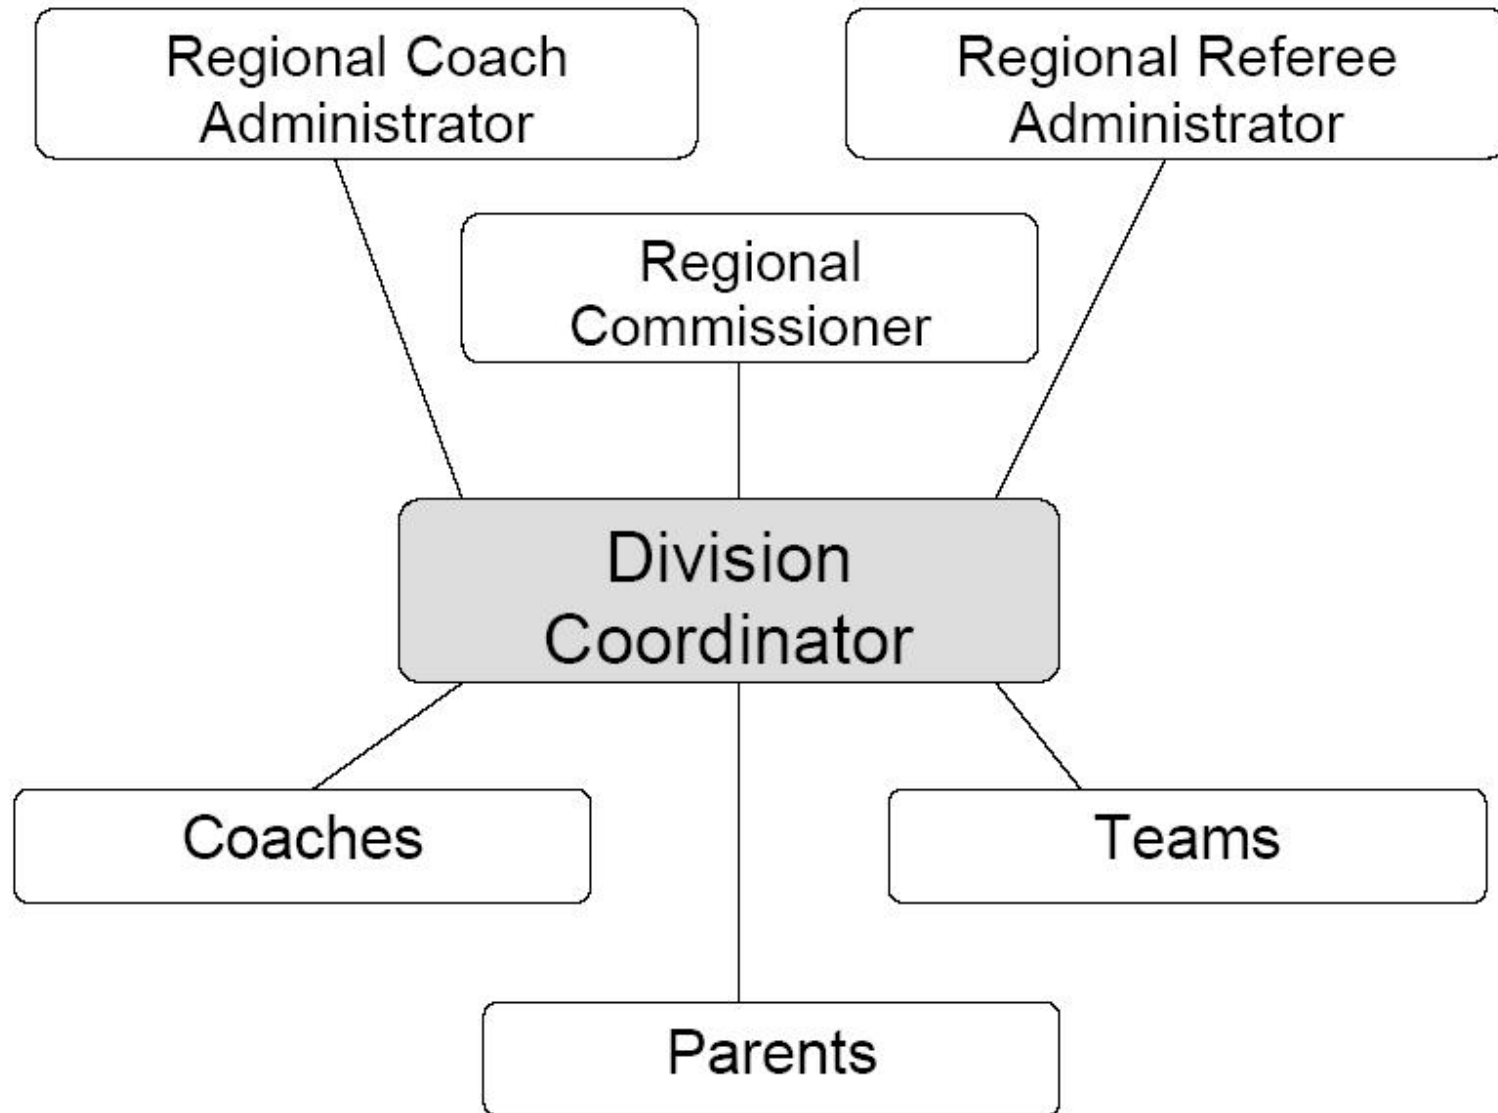 Regional Coach
Administrator
Regional Referee
Administrator
Regional
Commissioner
Division
Coordinator
Coaches
Teams
Parents